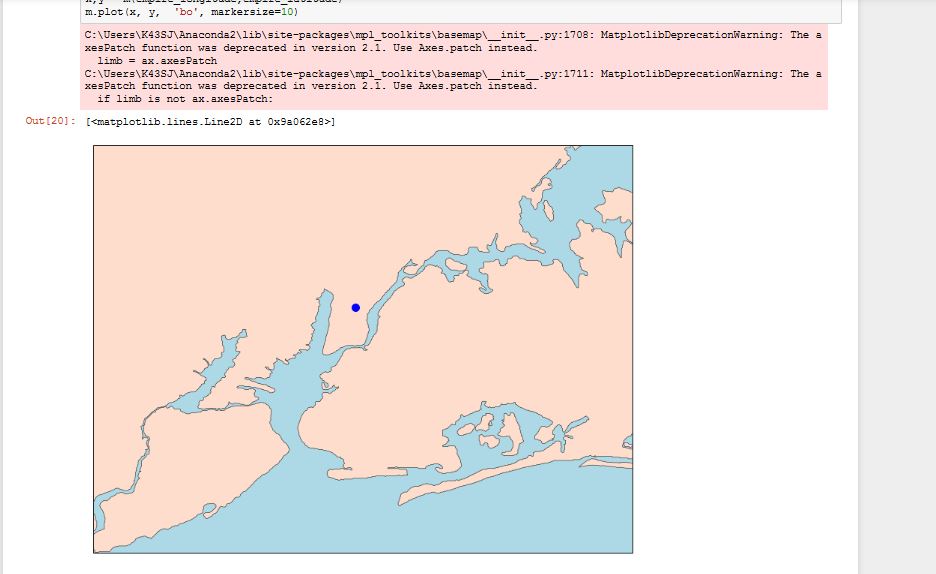 m.plot(x, y,  'bo', markersize=10)
C:\Users\K43SJ\Anaconda2\lib\site-packages\mpl_toolkits\basemap\__init__.py:1708: MatplotlibDeprecationWarning: The a
xesPatch function was deprecated in version 2.1. Use Axes.patch instead.
  limb = ax.axesPatch
C:\Users\K43SJ\Anaconda2\lib\site-packages\mpl_toolkits\basemap\__init__.py:1711: MatplotlibDeprecationWarning: The a
xesPatch function was deprecated in version 2.1. Use Axes.patch instead.
  if limb is not ax.axesPatch:
Out[20]: [<matplotlib.lines.Line2D at 0x9a062e8>]